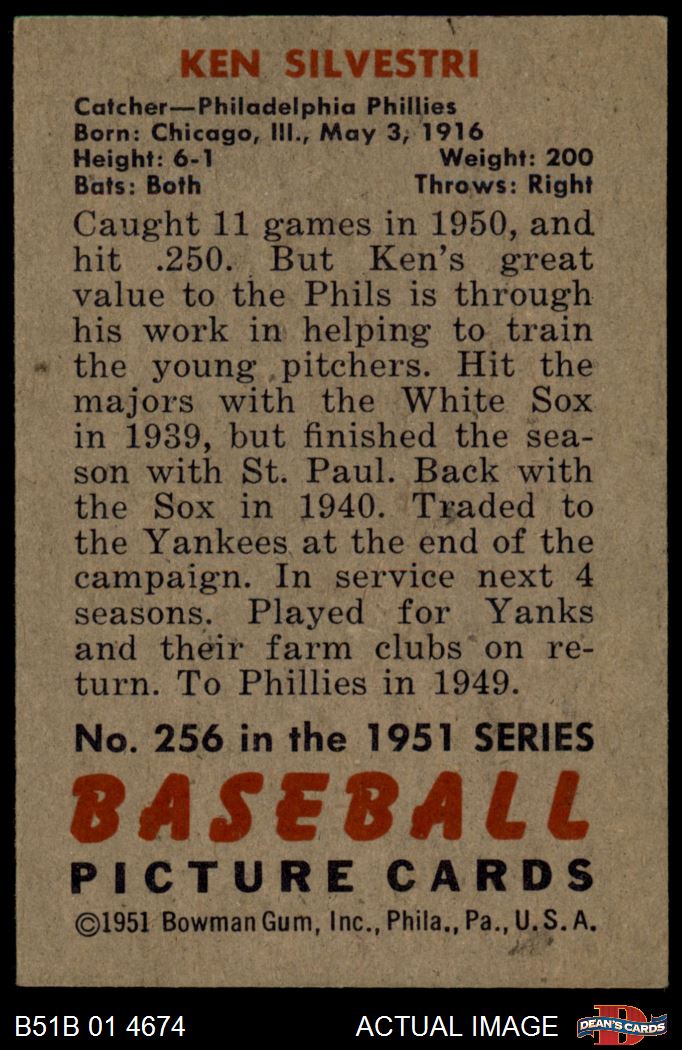 KEN SILVESTRI
Catcher—Philadelphia Phillies
Born: Chicago, Ill., May 3, 1916
Height: 6-1 Weight: 200
Bats: Both Throws: Right
Caught 11 games in 1950, and
hit .250. But Ken's great
value to the Phils is through
his work in helping to train
the young pitchers. Hit the
majors with the White Sox
in 1939, but finished the sea-
son with St. Paul. Back with
the Sox in 1940. Traded to
the Yankees at the end of the
campaign. In service next 4
seasons. Played for Yanks
and their farm clubs on re-
turn. To Phillies in 1949.
No. 256 in the 1951 SERIES
BASEBALL
PICTURE CARDS
©1951 Bowman Gum, Inc., Phila., Pa., U.S.A.
B51B 01 4674 ACTUAL IMAGE
D
DEAN'S CARDS